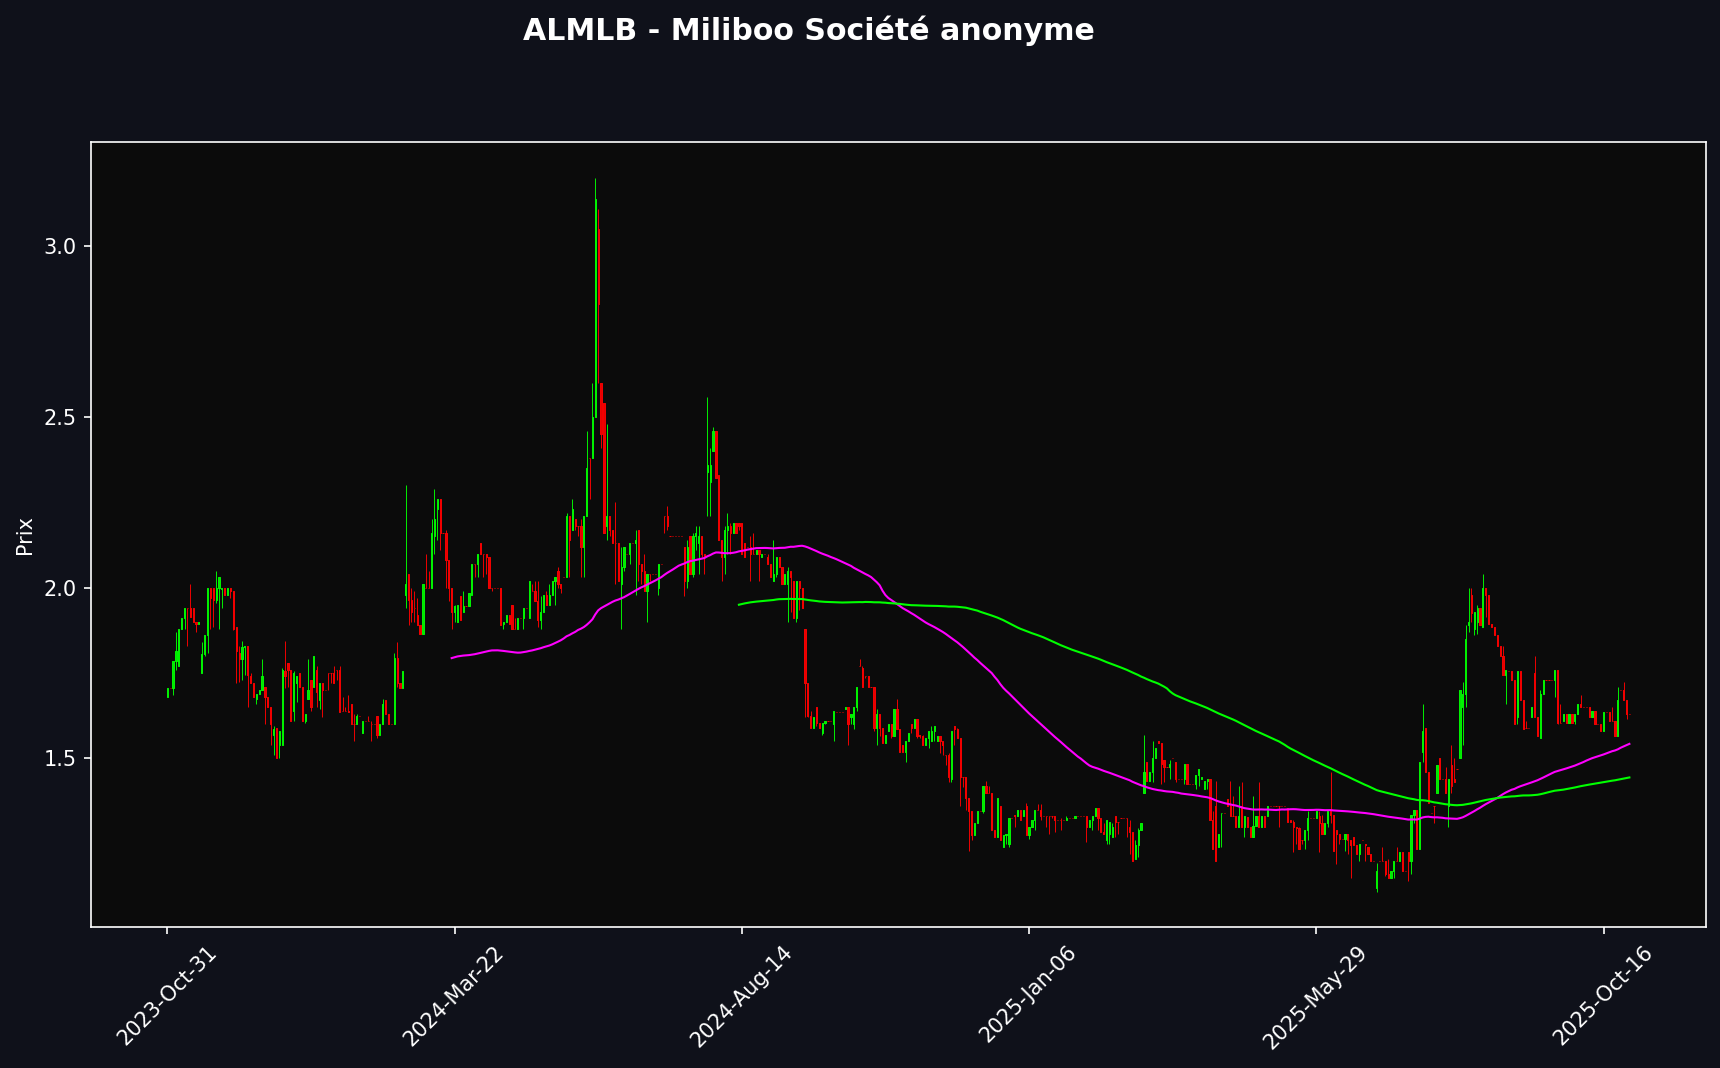 ALMLB - Miliboo Société anonyme
Prix
3.0
2.5
2.0
1.5
2023-Oct-31
2024-Mar-22
2024-Aug-14
2025-Jan-06
2025-May-29
2025-Oct-16